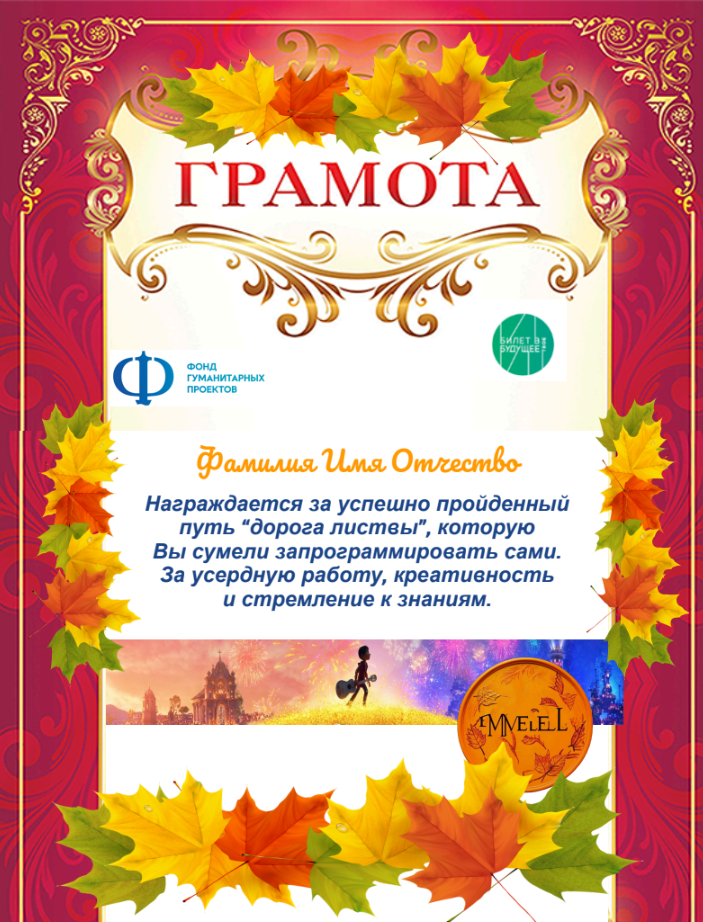 ГРАМОТА
БИЛЕТ В
БУДУЩЕЕ
ФОНД
ГУМАНИТАРНЫХ
ПРОЕКТОВ
Фамилия Имя Отчество
Награждается за успешно пройденный
путь “дорога листвы”, которую
Вы сумели запрограммировать сами.
За усердную работу, креативность
и стремление к знаниям.